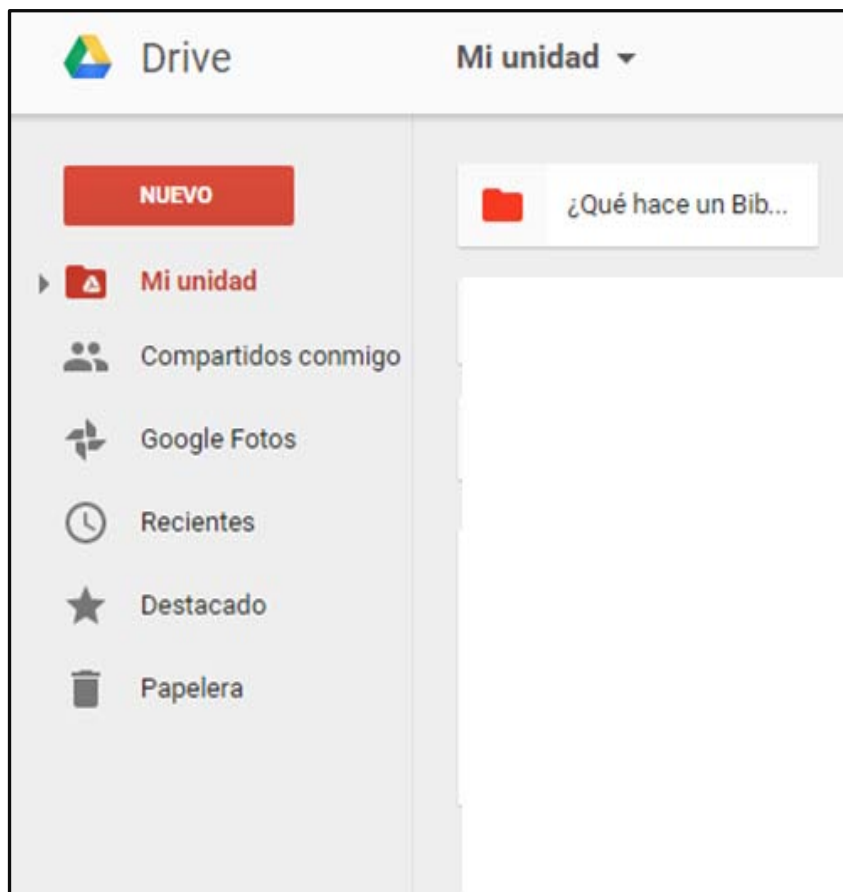 Drive
Mi unidad
NUEVO
¿Qué hace un Bib...
Mi unidad
Compartidos conmigo
Google Fotos
Recientes
Destacado
Papelera